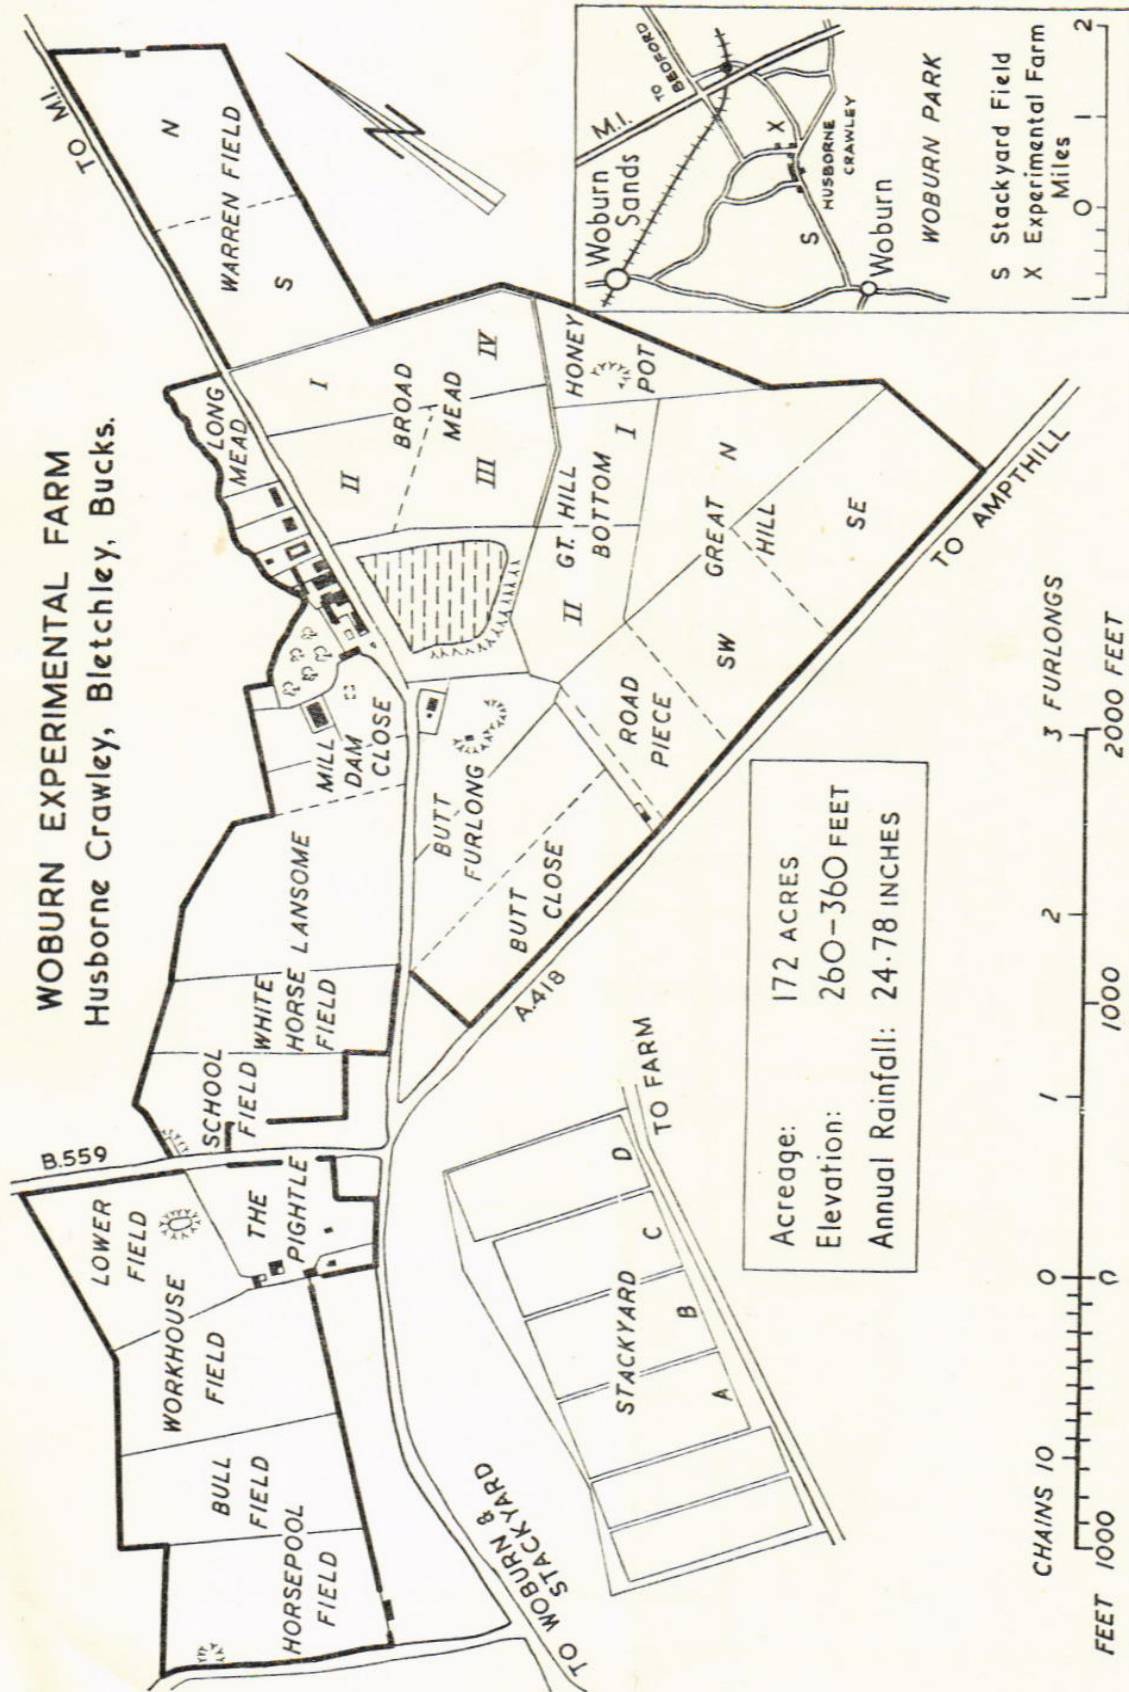 WOBURN EXPERIMENTAL FARM
Husborne Crawley, Bletchley, Bucks.
TO M.I.
WARREN FIELD
N
S
LONG
MEAD
BROAD
MEAD
I
II
III
IV
HONEY
POT
GT. HILL
BOTTOM
I
II
GREAT
HILL
N
SW
SE
ROAD
PIECE
MILL
DAM
CLOSE
BUTT
FURLONG
BUTT
CLOSE
LANSOME
WHITE
HORSE
FIELD
SCHOOL
FIELD
B.559
A.418
TO AMPTHILL
LOWER
FIELD
THE
PIGHTLE
WORKHOUSE
FIELD
BULL
FIELD
HORSEPOOL
FIELD
TO WOBURN &
STACKYARD
STACKYARD
A
B
C
D
TO FARM
Acreage: 172 ACRES
Elevation: 260-360 FEET
Annual Rainfall: 24·78 INCHES
CHAINS 10 0 1 2 3 FURLONGS
FEET 1000 0 1000 2000 FEET
Woburn
Sands
M.I.
TO
BEDFORD
X
HUSBORNE
CRAWLEY
S
Woburn
WOBURN PARK
S Stackyard Field
X Experimental Farm
Miles
1 0 1 2